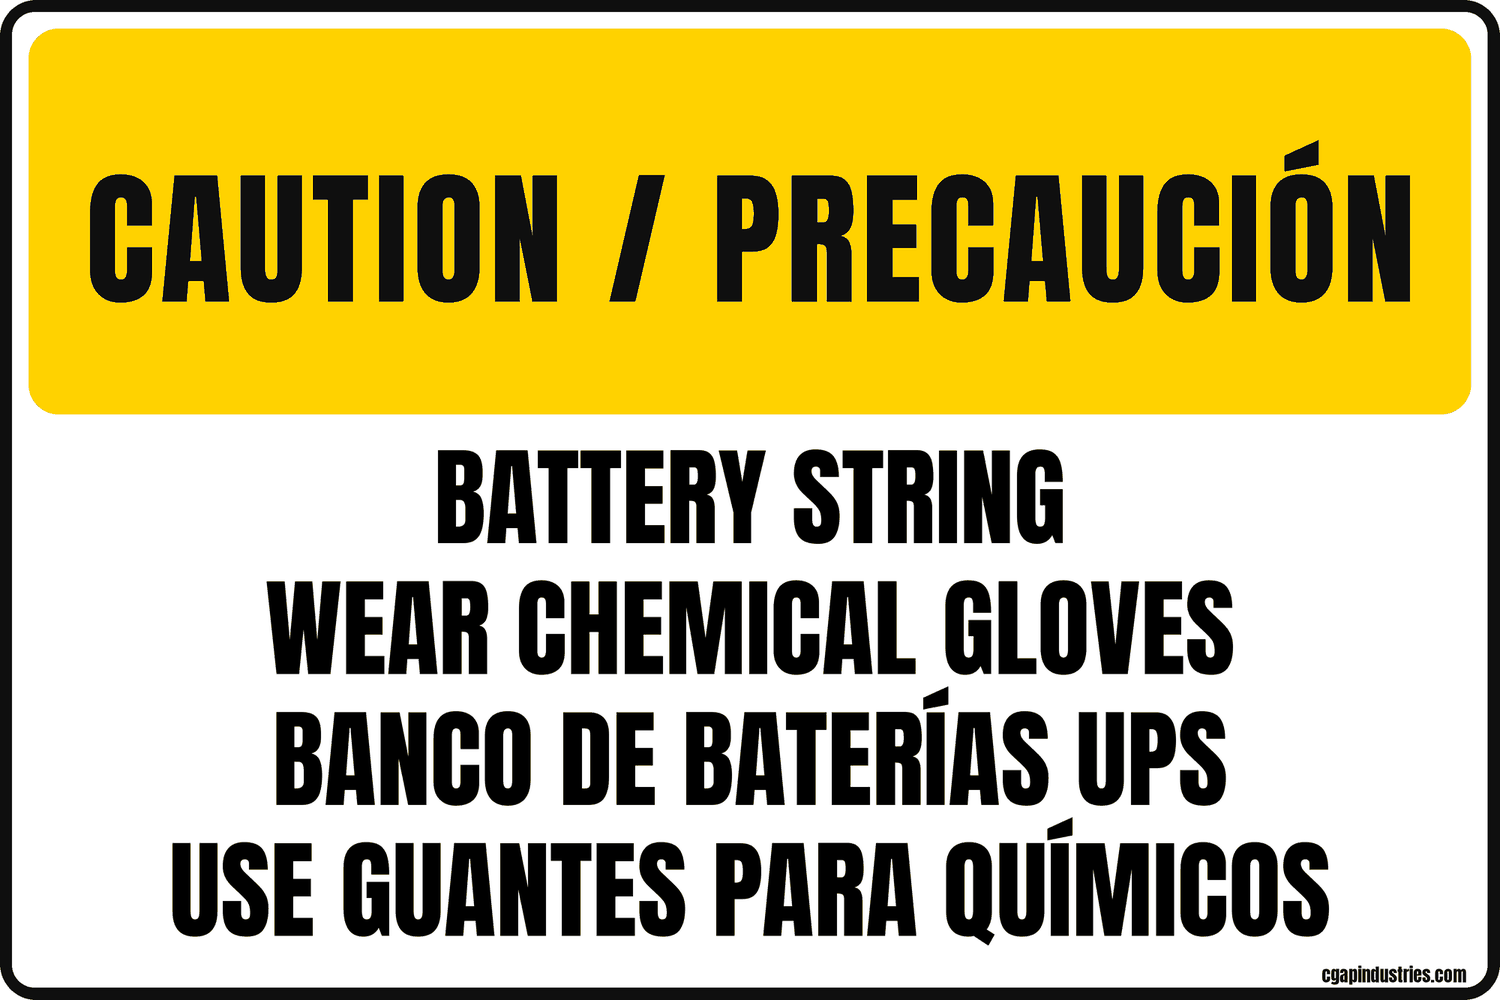 CAUTION / PRECAUCIÓN
BATTERY STRING
WEAR CHEMICAL GLOVES
BANCO DE BATERÍAS UPS
USE GUANTES PARA QUÍMICOS
cgapindustries.com